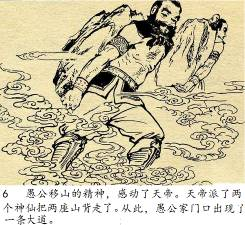 6 愚公移山的精神，感动了天帝。天帝派了两
个神仙把两座山背走了。从此，愚公家门口出现了
一条大道。